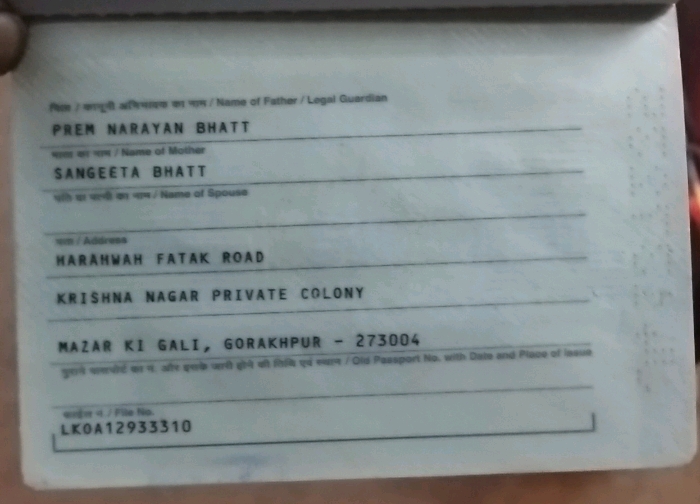 पिता / कानूनी अभिभावक का नाम / Name of Father / Legal Guardian
PREM NARAYAN BHATT
माता का नाम / Name of Mother
SANGEETA BHATT
पति या पत्नी का नाम / Name of Spouse
पता / Address
HARAHWAH FATAK ROAD
KRISHNA NAGAR PRIVATE COLONY
MAZAR KI GALI, GORAKHPUR - 273004
पुराने पासपोर्ट का न. और इसके जारी होने की तिथि एवं स्थान / Old Passport No. with Date and Place of Issue
फाईल न. / File No.
LK0A12933310